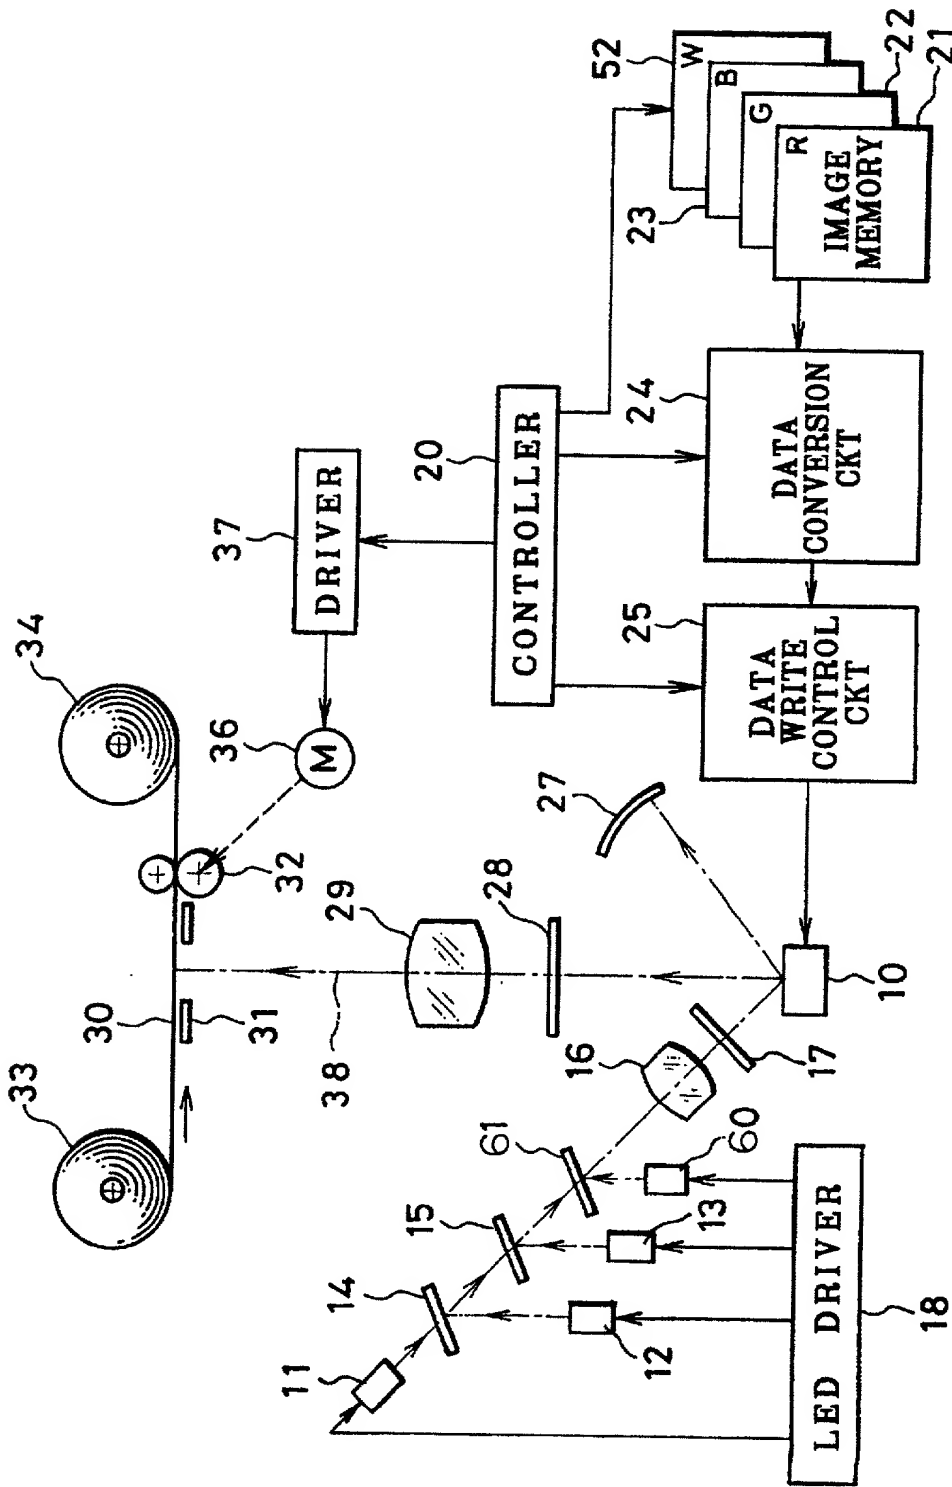 33
34
30
31
32
37
DRIVER
36
M
29
38
28
27
20
CONTROLLER
52
W
B
G
R
IMAGE
MEMORY
23
22
21
24
DATA
CONVERSION
CKT
25
DATA
WRITE
CONTROL
CKT
10
16
17
61
60
15
13
14
12
11
LED DRIVER
18